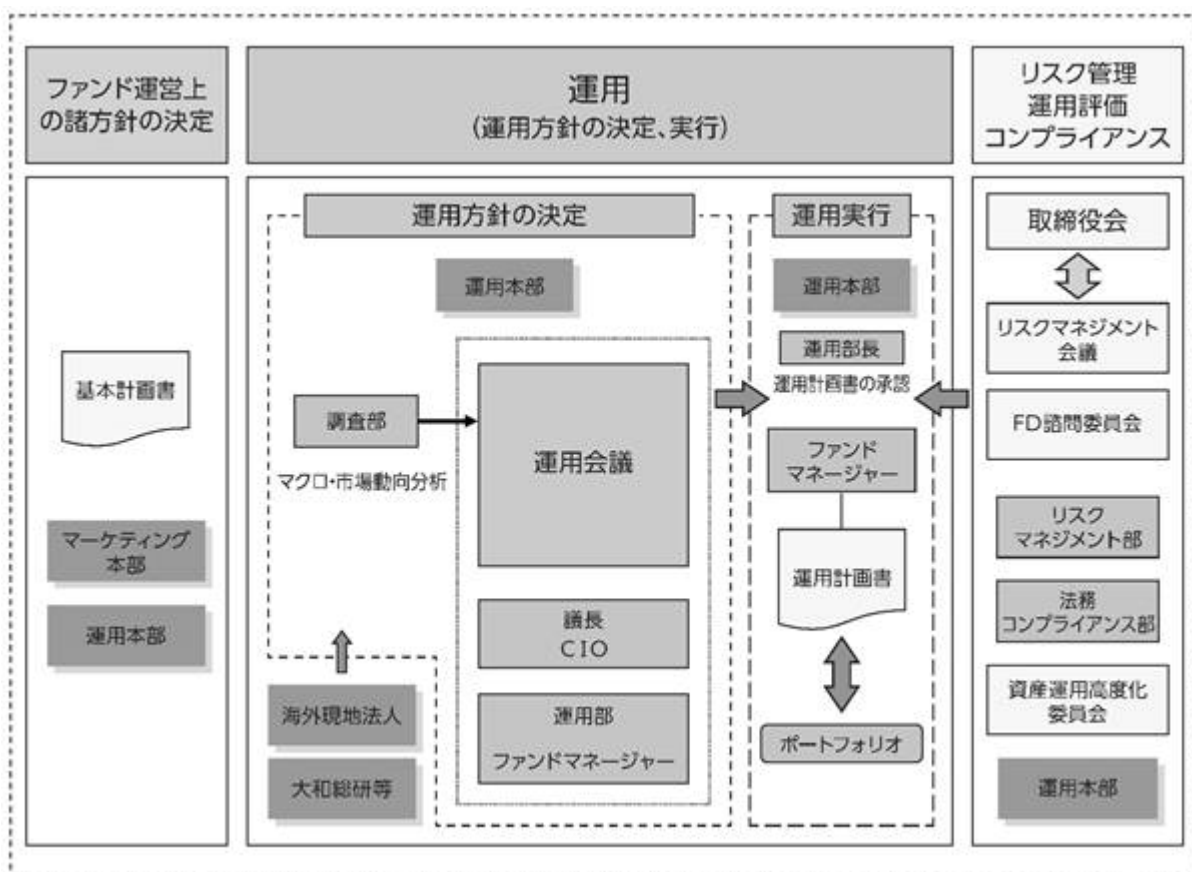 ファンド運営上
の諸方針の決定
運用
(運用方針の決定、実行)
リスク管理
運用評価
コンプライアンス
基本計画書
マーケティング
本部
運用本部
運用方針の決定
運用本部
調査部
マクロ・市場動向分析
運用会議
議長
CIO
運用部
ファンドマネージャー
海外現地法人
大和総研等
運用実行
運用本部
運用部長
運用計画書の承認
ファンド
マネージャー
運用計画書
ポートフォリオ
取締役会
リスクマネジメント
会議
FD諮問委員会
リスク
マネジメント部
法務
コンプライアンス部
資産運用高度化
委員会
運用本部